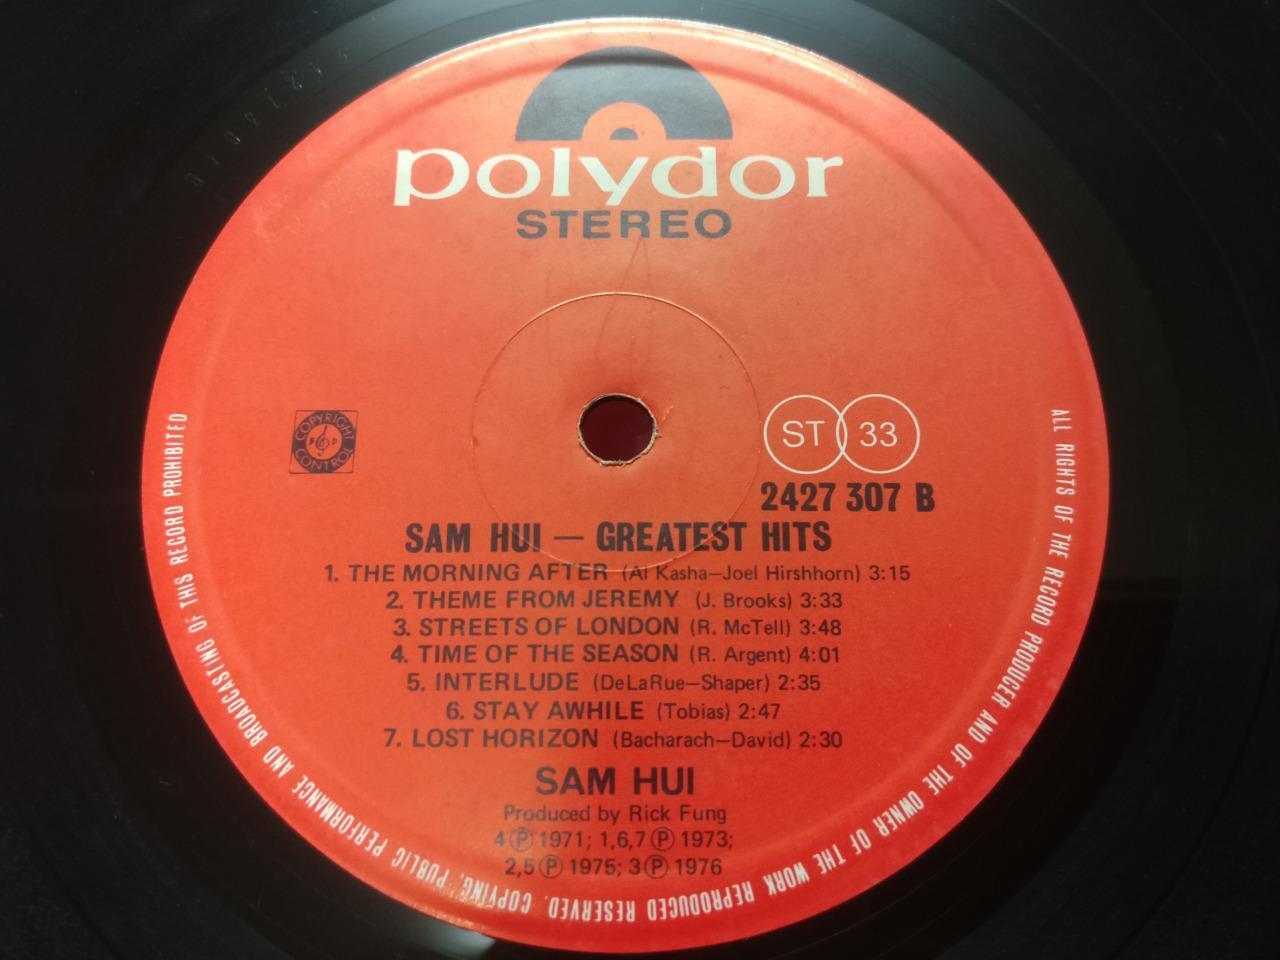 polydor
STEREO
COPYRIGHT
CONTROL
ST 33
2427 307 B
SAM HUI — GREATEST HITS
1. THE MORNING AFTER (Al Kasha—Joel Hirshhorn) 3:15
2. THEME FROM JEREMY (J. Brooks) 3:33
3. STREETS OF LONDON (R. McTell) 3:48
4. TIME OF THE SEASON (R. Argent) 4:01
5. INTERLUDE (DeLaRue—Shaper) 2:35
6. STAY AWHILE (Tobias) 2:47
7. LOST HORIZON (Bacharach—David) 2:30
SAM HUI
Produced by Rick Fung
4 Ⓟ 1971; 1,6,7 Ⓟ 1973;
2,5 Ⓟ 1975; 3 Ⓟ 1976
ALL RIGHTS OF THE RECORD PRODUCER AND OF THE OWNER OF THE WORK REPRODUCED RESERVED. COPYING, PUBLIC PERFORMANCE AND BROADCASTING OF THIS RECORD PROHIBITED